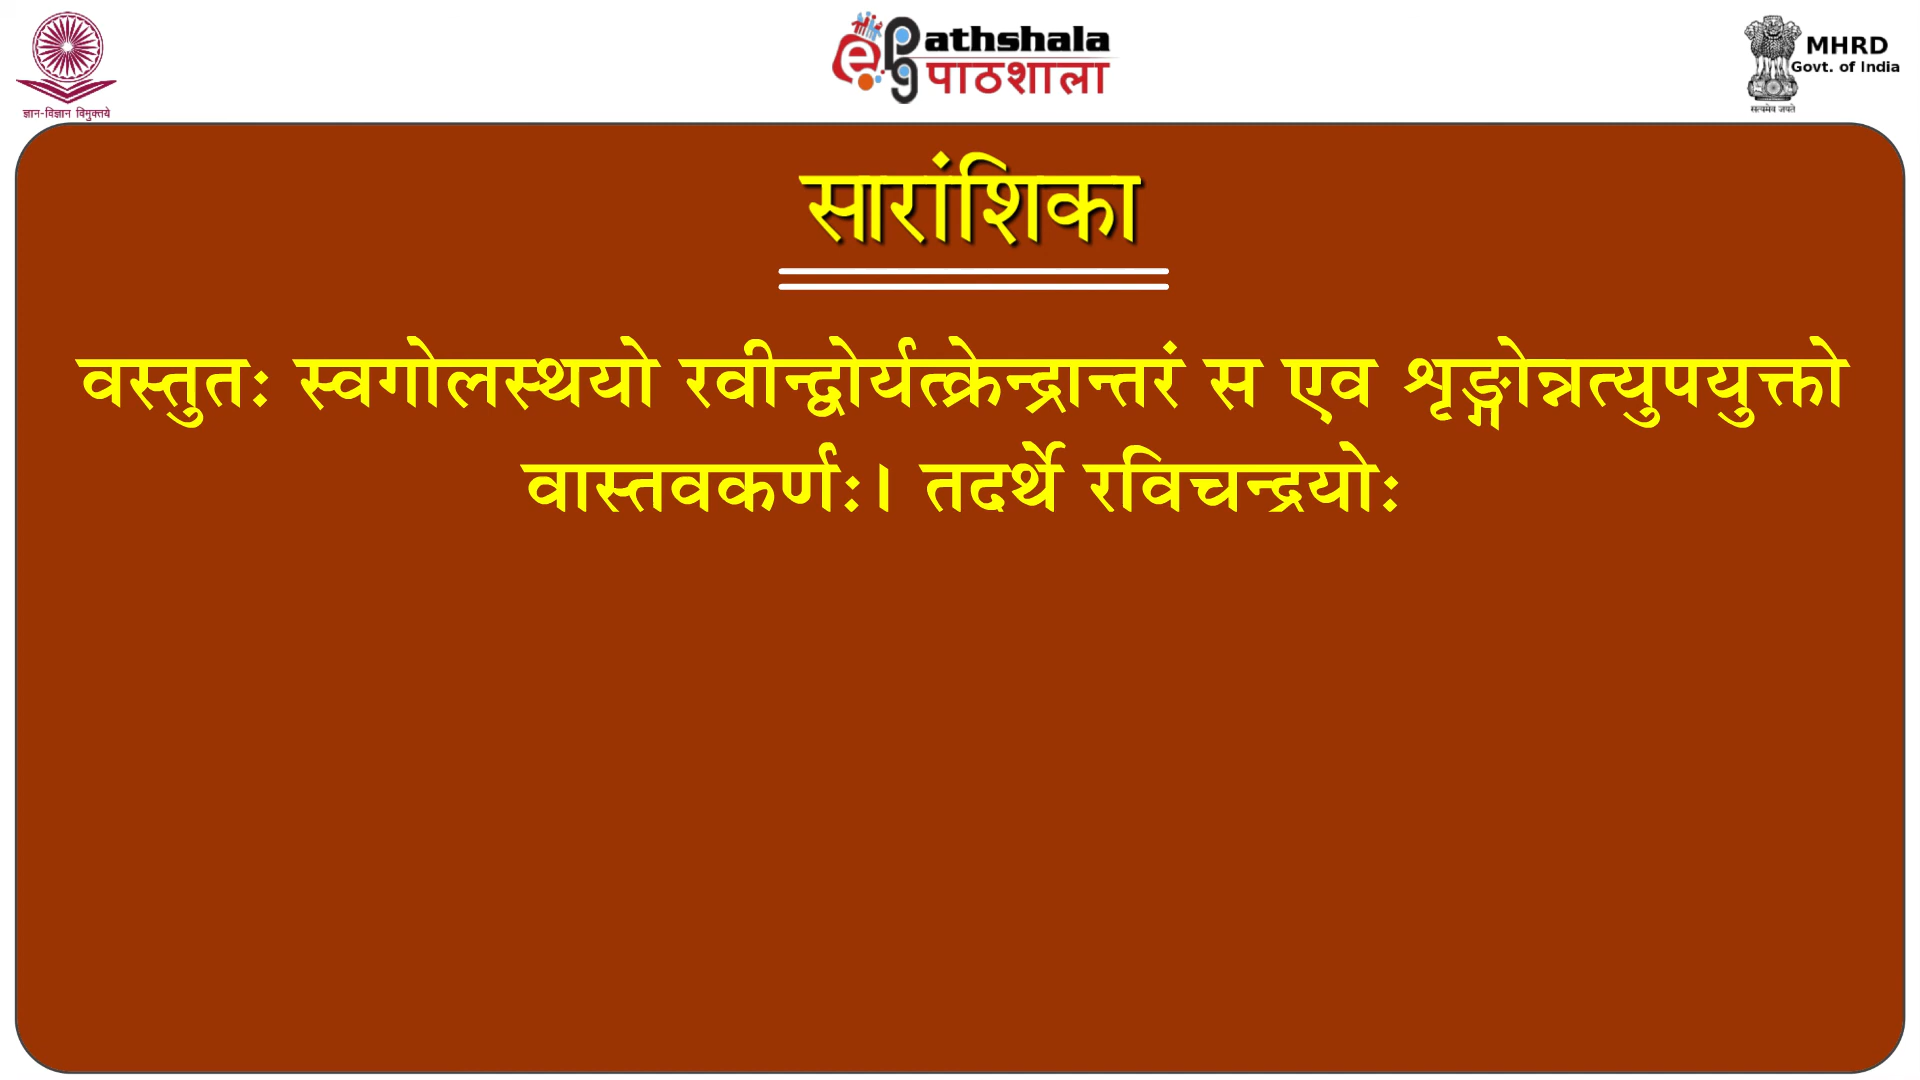 ज्ञान-विज्ञान विमुक्तये
ePathshala
पाठशाला
MHRD
Govt. of India
सत्यमेव जयते
सारांशिका
वस्तुतः स्वगोलस्थयो रवीन्द्वोर्यत्केन्द्रान्तरं स एव शृङ्गोन्नत्युपयुक्तो
वास्तवकर्णः। तदर्थे रविचन्द्रयोः